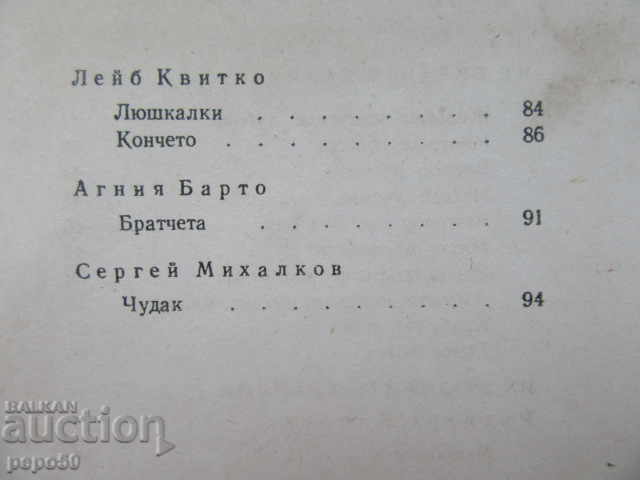 Лейб Квитко
Люшкалки . . . . . . . . 84
Кончето . . . . . . . . . 86
Агния Барто
Братчета . . . . . . . . 91
Сергей Михалков
Чудак . . . . . . . . . 94
BALKAN
auction
pepo50